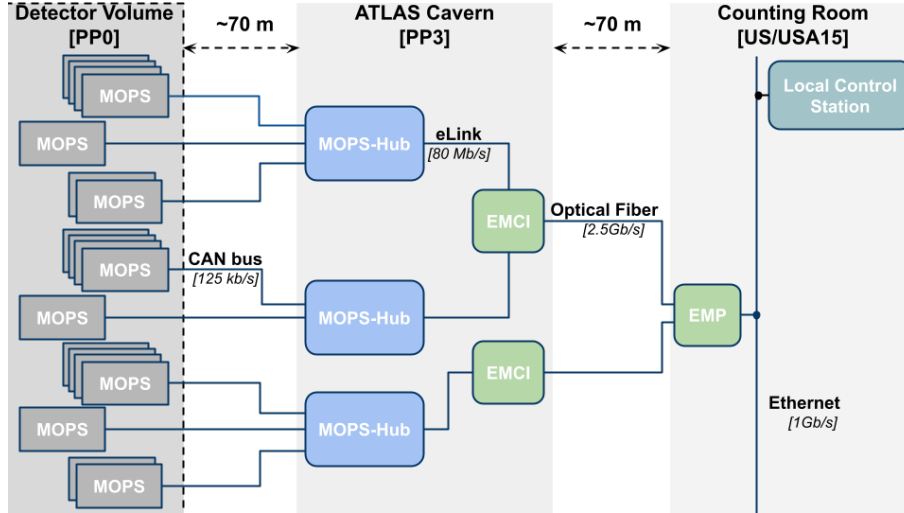 Detector Volume
[PP0]
~70 m
ATLAS Cavern
[PP3]
~70 m
Counting Room
[US/USA15]
MOPS
MOPS
MOPS
MOPS
MOPS
MOPS
MOPS
MOPS
CAN bus
[125 kb/s]
MOPS-Hub
MOPS-Hub
MOPS-Hub
eLink
[80 Mb/s]
EMCI
EMCI
Optical Fiber
[2.5Gb/s]
EMP
Local Control
Station
Ethernet
[1Gb/s]